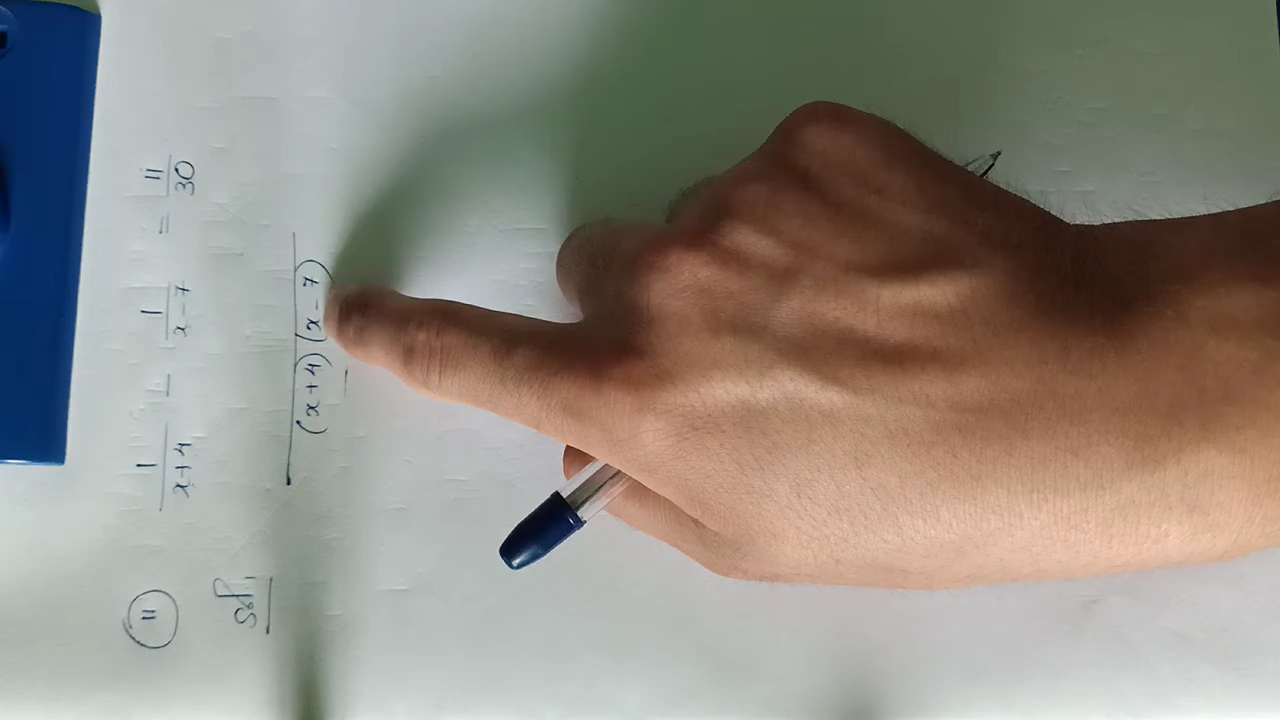 (11) 1/(x+4) - 1/(x-7) = 11/30
Sol.
(x+4)(x-7)